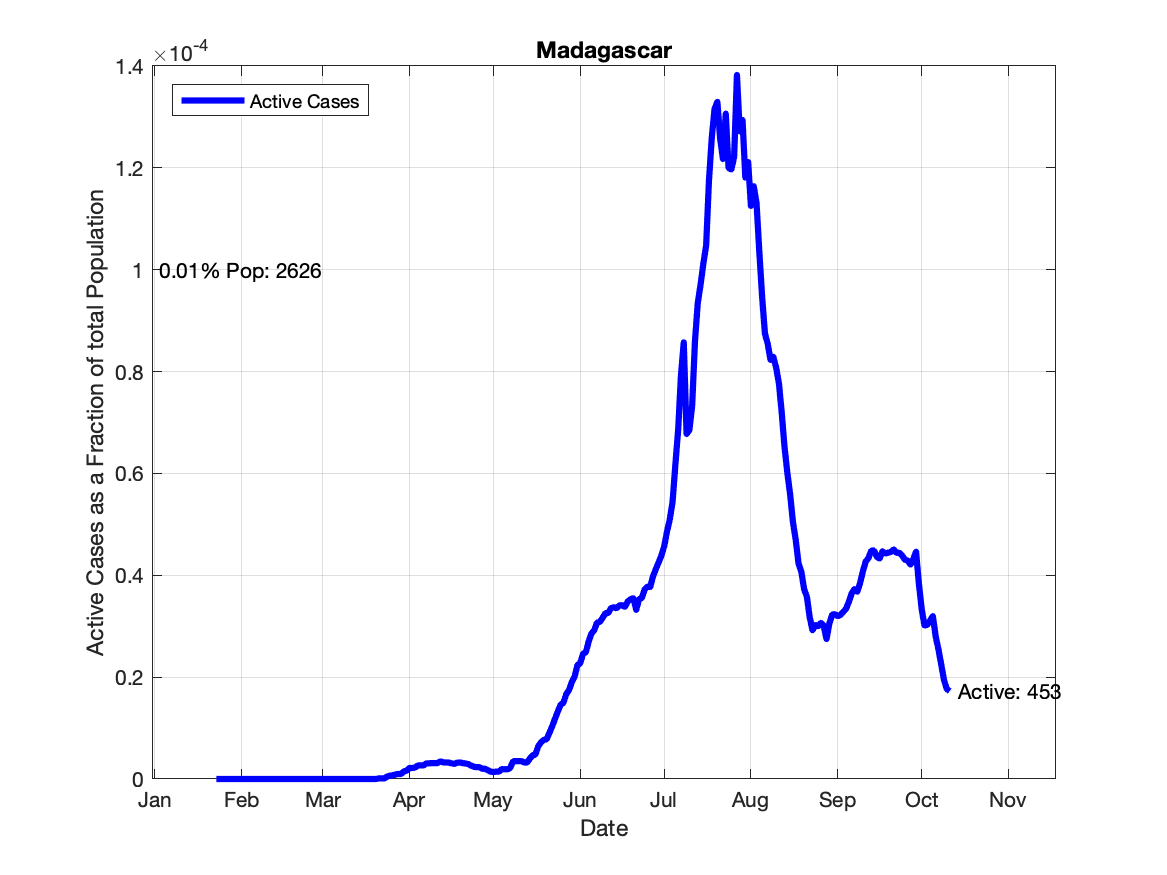 Madagascar
×10-4
1.4
1.2
1
0.8
0.6
0.4
0.2
0
Active Cases
0.01% Pop: 2626
Active: 453
Active Cases as a Fraction of total Population
Jan Feb Mar Apr May Jun Jul Aug Sep Oct Nov
Date